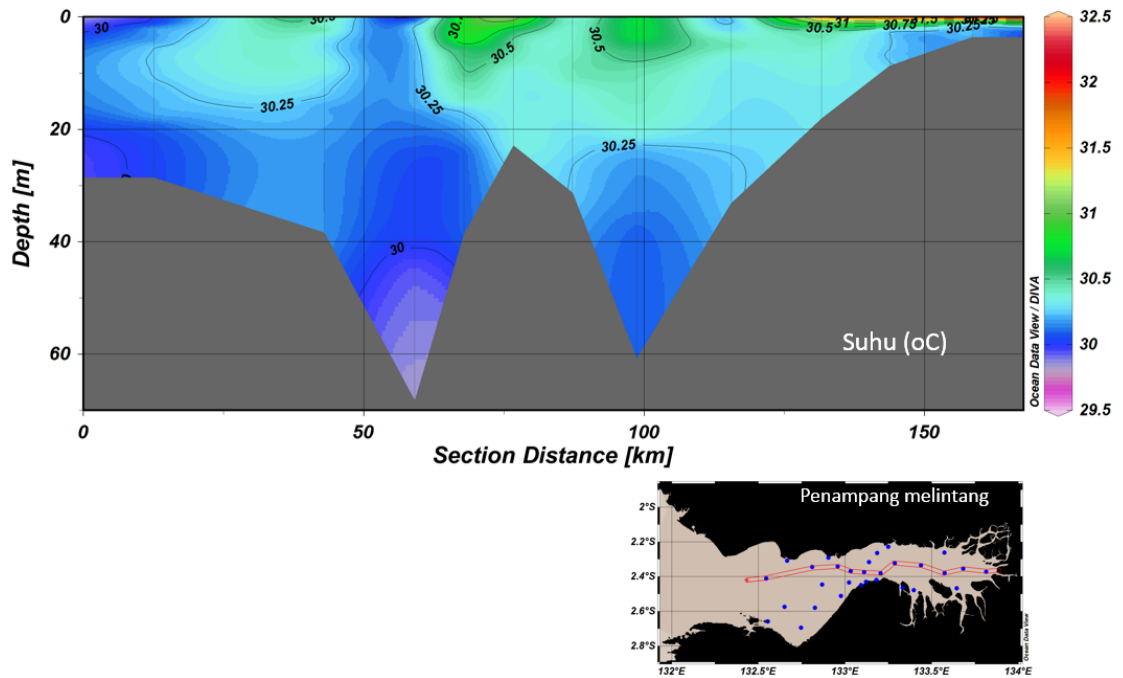 0
20
40
60
Depth [m]
0
50
100
150
Section Distance [km]
30
30.5
30.25
30.25
30.5
30.5
30.25
31
30.5
30.75
30.25
30
30
Suhu (oC)
Ocean Data View / DIVA
32.5
32
31.5
31
30.5
30
29.5
Penampang melintang
2°S
2.2°S
2.4°S
2.6°S
2.8°S
132°E
132.5°E
133°E
133.5°E
134°E
Ocean Data View